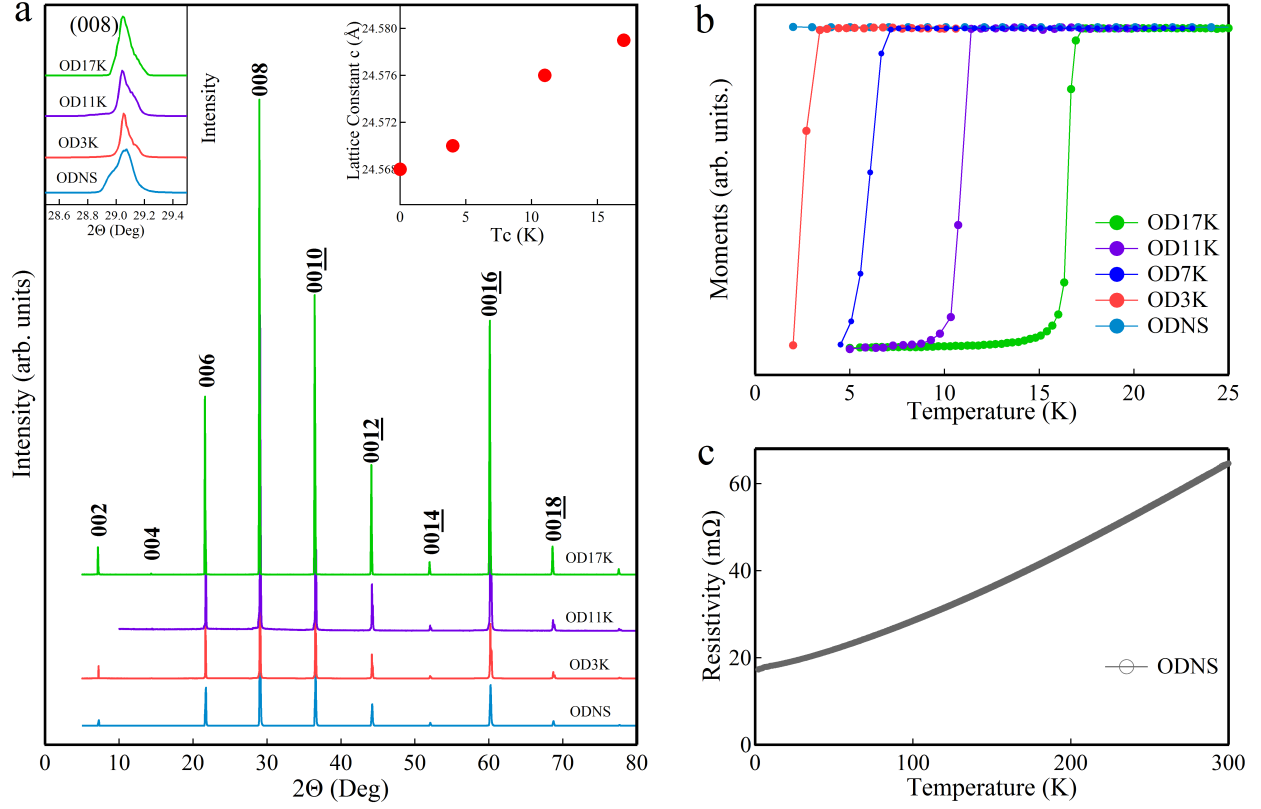 a
(008)
OD17K
OD11K
OD3K
ODNS
28.6 28.8 29.0 29.2 29.4
2Θ (Deg)
Intensity
24.580
24.576
24.572
24.568
Lattice Constant c (Å)
0 5 10 15
Tc (K)
002
004
006
008
0010
0012
0014
0016
0018
OD17K
OD11K
OD3K
ODNS
Intensity (arb. units)
0 10 20 30 40 50 60 70 80
2Θ (Deg)
b
Moments (arb. units.)
OD17K
OD11K
OD7K
OD3K
ODNS
0 5 10 15 20 25
Temperature (K)
c
60
40
20
0
Resistivity (mΩ)
ODNS
0 100 200 300
Temperature (K)